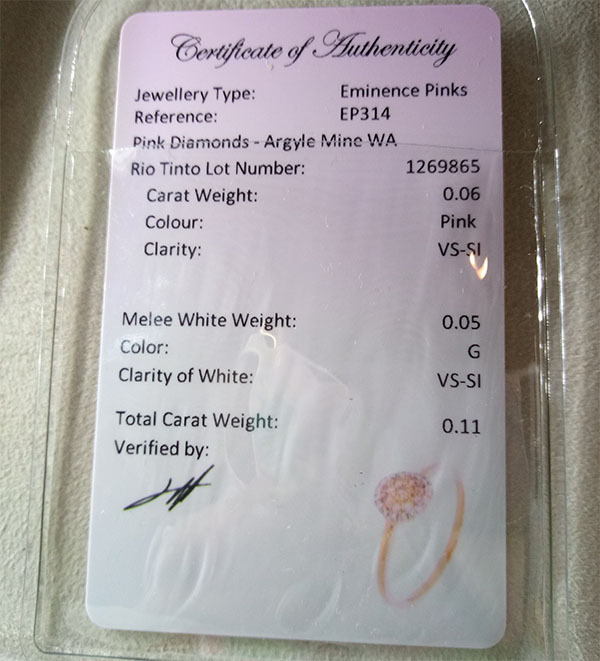 Certificate of Authenticity
Jewellery Type: Eminence Pinks
Reference: EP314
Pink Diamonds - Argyle Mine WA
Rio Tinto Lot Number: 1269865
Carat Weight: 0.06
Colour: Pink
Clarity: VS-SI
Melee White Weight: 0.05
Color: G
Clarity of White: VS-SI
Total Carat Weight: 0.11
Verified by: